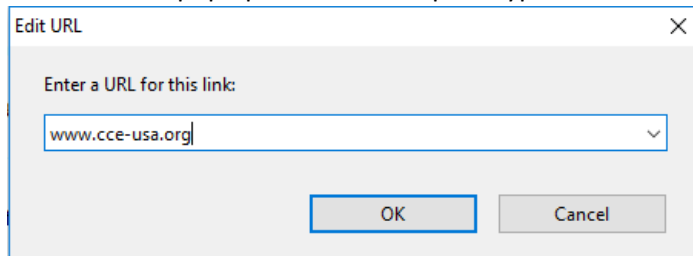 Edit URL
Enter a URL for this link:
www.cce-usa.org
OK
Cancel